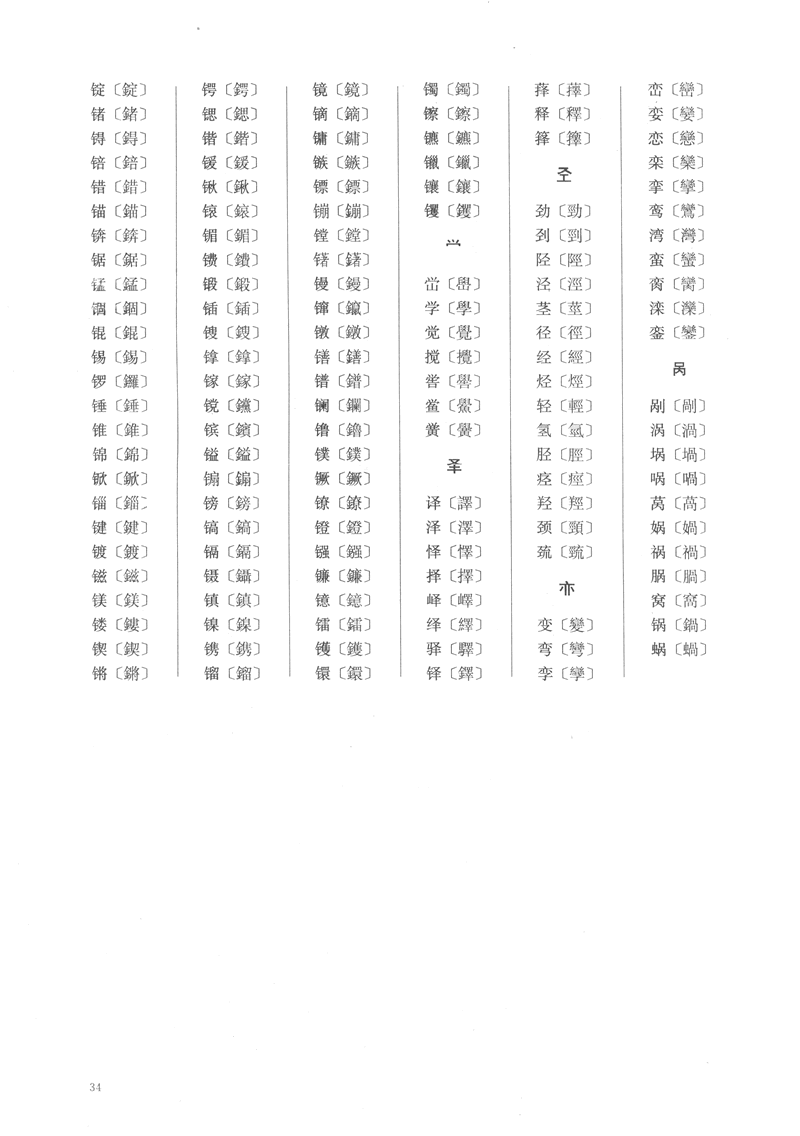 锭〔錠〕
锗〔鍺〕
锝〔鍀〕
锫〔錇〕
错〔錯〕
锚〔錨〕
锛〔錛〕
锯〔鋸〕
锰〔錳〕
锢〔錮〕
锟〔錕〕
锡〔錫〕
锣〔鑼〕
锤〔錘〕
锥〔錐〕
锦〔錦〕
锨〔鍁〕
锱〔錙〕
键〔鍵〕
镀〔鍍〕
镃〔鎡〕
镁〔鎂〕
镂〔鏤〕
锲〔鍥〕
锵〔鏘〕
锷〔鍔〕
锶〔鍶〕
锴〔鍇〕
锾〔鍰〕
锹〔鍬〕
锿〔鎄〕
镅〔鎇〕
镄〔鐨〕
锻〔鍛〕
锸〔鍤〕
锼〔鎪〕
镎〔鎿〕
镓〔鎵〕
镋〔钂〕
镔〔鑌〕
镒〔鎰〕
镉〔鎘〕
镑〔鎊〕
镐〔鎬〕
镉〔鎘〕
镊〔鑷〕
镇〔鎮〕
镍〔鎳〕
镌〔鎸〕
镏〔鎦〕
镜〔鏡〕
镝〔鏑〕
镛〔鏞〕
镞〔鏃〕
镖〔鏢〕
镚〔鏰〕
镗〔鏜〕
锗〔鍺〕
镘〔鏝〕
镩〔鑹〕
镦〔鐓〕
镨〔鐥〕
镨〔鐠〕
镧〔鑭〕
镥〔鑥〕
镤〔鏷〕
镢〔鐝〕
镣〔鐐〕
镫〔鐙〕
镪〔鏹〕
镰〔鐮〕
镱〔鐿〕
镭〔鐳〕
镬〔鑊〕
镮〔鐶〕
镯〔鐲〕
镲〔鑔〕
镳〔鑣〕
镴〔鑞〕
镶〔鑲〕
镬〔钁〕
𰃮
峃〔嶨〕
学〔學〕
觉〔覺〕
搅〔攪〕
喾〔嚳〕
鲎〔鱟〕
黉〔黌〕
译〔譯〕
泽〔澤〕
怿〔懌〕
择〔擇〕
峄〔嶧〕
绎〔繹〕
驿〔驛〕
铎〔鐸〕
萚〔蘀〕
释〔釋〕
箨〔籜〕
劲〔勁〕
刭〔剄〕
陉〔陘〕
泾〔涇〕
茎〔莖〕
径〔徑〕
经〔經〕
烃〔烴〕
轻〔輕〕
氢〔氫〕
胫〔脛〕
痉〔痙〕
羟〔羥〕
颈〔頸〕
巯〔巰〕
亦
变〔變〕
弯〔彎〕
孪〔孿〕
峦〔巒〕
娈〔孌〕
恋〔戀〕
栾〔欒〕
挛〔攣〕
鸾〔鸞〕
湾〔灣〕
蛮〔蠻〕
脔〔臠〕
滦〔灤〕
銮〔鑾〕
呙
剐〔剮〕
涡〔渦〕
埚〔堝〕
㖞〔喎〕
莴〔萵〕
娲〔媧〕
祸〔禍〕
脶〔腡〕
窝〔窩〕
锅〔鍋〕
蜗〔蝸〕
34